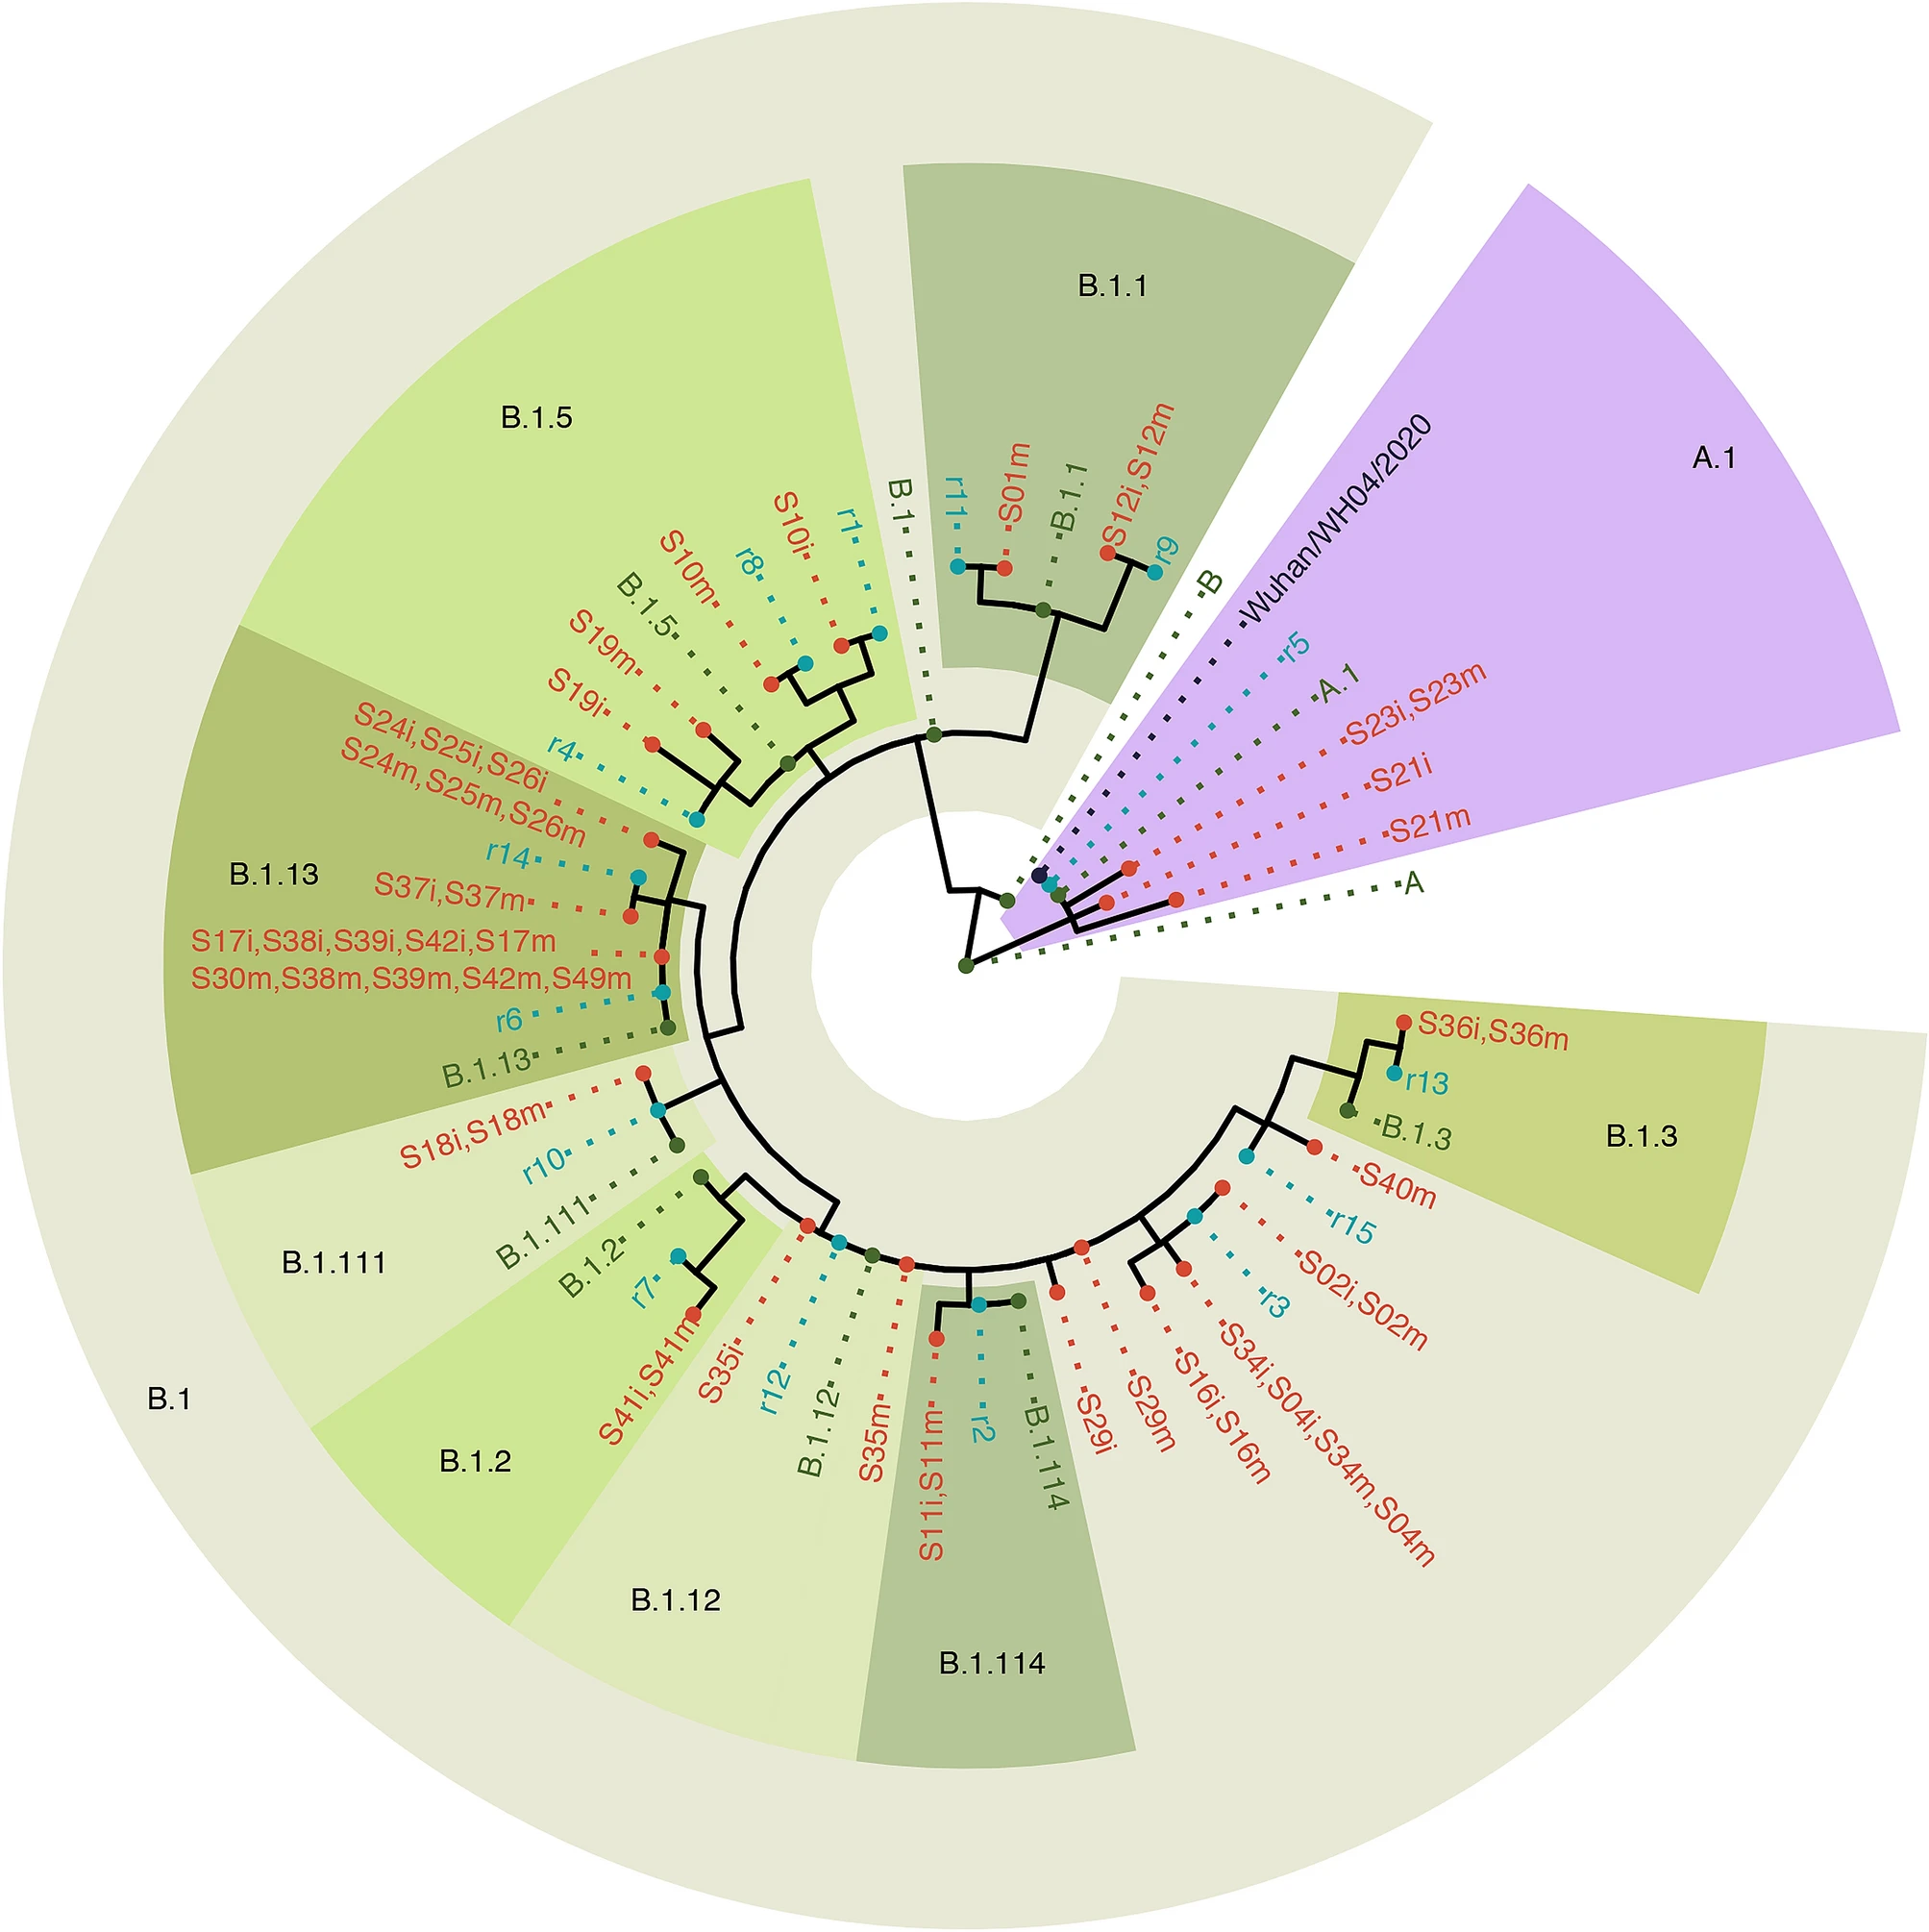 B.1.1
A.1
B.1.5
B.1.13
B.1.111
B.1
B.1.2
B.1.12
B.1.114
B.1.3
r11
S01m
B.1.1
S12i,S12m
r9
B
Wuhan/WH04/2020
r5
A.1
S23i,S23m
S21i
S21m
A
B.1
r1
S10i
r8
S10m
B.1.5
S19m
S19i
r4
S24i,S25i,S26i
S24m,S25m,S26m
r14
S37i,S37m
S17i,S38i,S39i,S42i,S17m
S30m,S38m,S39m,S42m,S49m
r6
B.1.13
S18i,S18m
r10
B.1.111
B.1.2
r7
S41i,S41m
S35i
r12
B.1.12
S35m
S11i,S11m
r2
B.1.114
S29i
S29m
S16i,S16m
S34i,S04i,S34m,S04m
r3
S02i,S02m
r15
S40m
B.1.3
r13
S36i,S36m